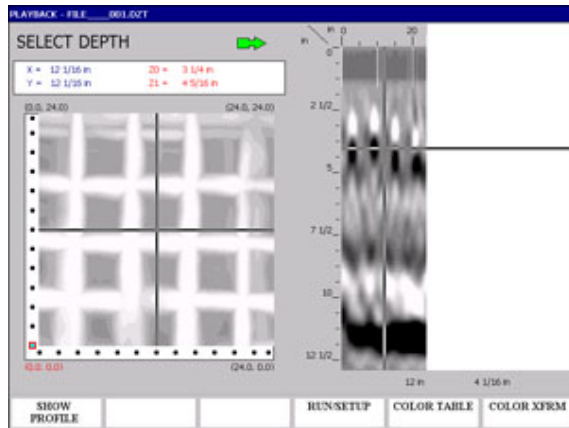 PLAYBACK - FILE____001.DZT
SELECT DEPTH
X = 12 1/16 in Z0 = 3 1/4 in
Y = 12 1/16 in Z1 = 4 5/16 in
(0.0, 24.0) (24.0, 24.0)
(0.0, 0.0) (24.0, 0.0)
in 0 20
in 0
2 1/2
5
7 1/2
10
12 1/2
12 in 4 1/16 in
SHOW PROFILE RUN/SETUP COLOR TABLE COLOR XFRM